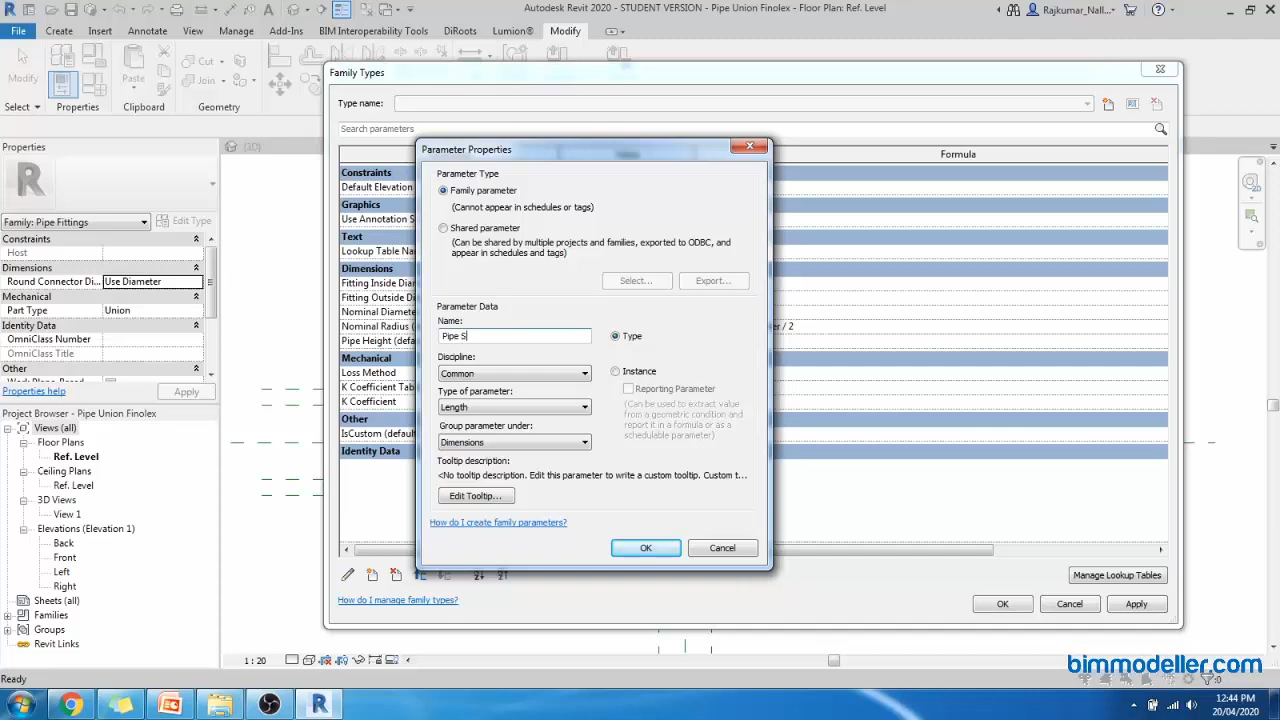 Autodesk Revit 2020 - STUDENT VERSION - Pipe Union Finolex - Floor Plan: Ref. Level
Rajkumar_Nall...
File Create Insert Annotate View Manage Add-Ins BIM Interoperability Tools DiRoots Lumion® Modify
Modify
Paste
Cut
Join
Select Properties Clipboard Geometry
Properties
(3D)
R
Family: Pipe Fittings
Edit Type
Constraints
Host
Dimensions
Round Connector Di... Use Diameter
Mechanical
Part Type Union
Identity Data
OmniClass Number
OmniClass Title
Other
Properties help
Apply
Project Browser - Pipe Union Finolex
Views (all)
Floor Plans
Ref. Level
Ceiling Plans
Ref. Level
3D Views
View 1
Elevations (Elevation 1)
Back
Front
Left
Right
Sheets (all)
Families
Groups
Revit Links
Family Types
Type name:
Search parameters
Formula
Constraints
Default Elevation
Graphics
Use Annotation S
Text
Lookup Table Na
Dimensions
Fitting Inside Di
Fitting Outside D
Nominal Diamete
Nominal Radius ( er / 2
Pipe Height (defa
Mechanical
Loss Method
K Coefficient Tab
K Coefficient
Other
IsCustom (defaul
Identity Data
Manage Lookup Tables
How do I manage family types?
OK Cancel Apply
Parameter Properties
Parameter Type
Family parameter
(Cannot appear in schedules or tags)
Shared parameter
(Can be shared by multiple projects and families, exported to ODBC, and
appear in schedules and tags)
Select... Export...
Parameter Data
Name:
Pipe S
Type
Discipline:
Common
Instance
Type of parameter:
Length
Reporting Parameter
(Can be used to extract value
from a geometric condition and
report it in a formula or as a
schedulable parameter)
Group parameter under:
Dimensions
Tooltip description:
<No tooltip description. Edit this parameter to write a custom tooltip. Custom t...
Edit Tooltip...
How do I create family parameters?
OK Cancel
1 : 20
bimmodeller.com
Ready
:0
12:44 PM
20/04/2020